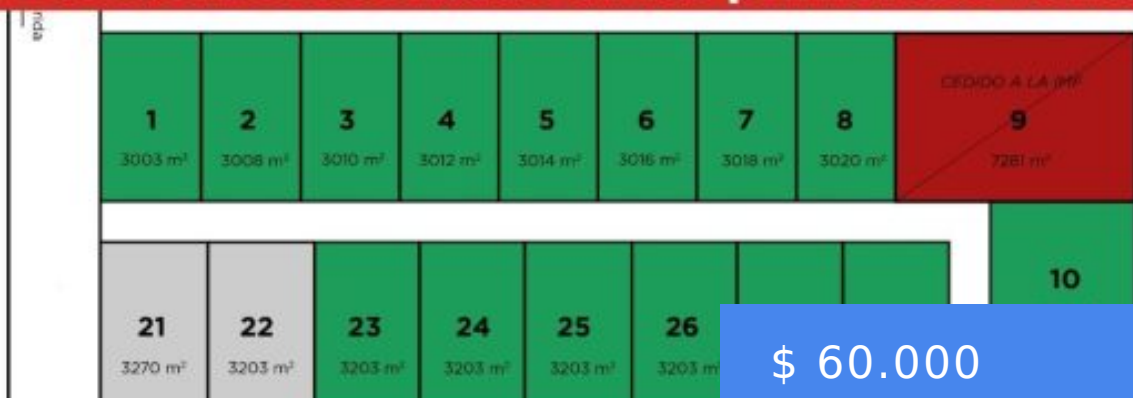 nida
CEDIDO A LA IMF
1 2 3 4 5 6 7 8 9
3003 m² 3008 m² 3010 m² 3012 m² 3014 m² 3016 m² 3018 m² 3020 m² 7281 m²
10
21 22 23 24 25 26
3270 m² 3203 m² 3203 m² 3203 m² 3203 m² 3203 m²
$ 60.000